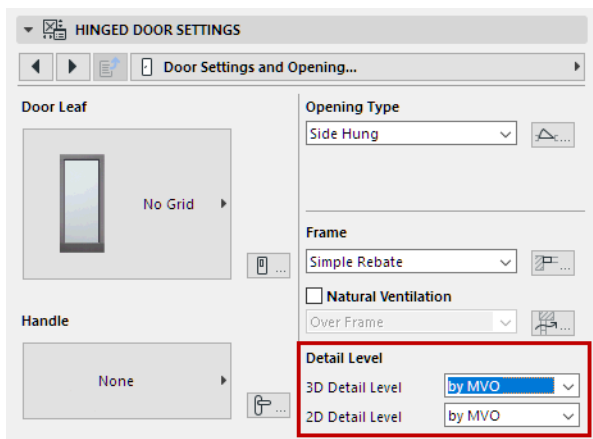 HINGED DOOR SETTINGS
Door Settings and Opening...
Door Leaf
No Grid
...
Handle
None
...
Opening Type
Side Hung
...
Frame
Simple Rebate
...
Natural Ventilation
Over Frame
...
Detail Level
3D Detail Level by MVO
2D Detail Level by MVO